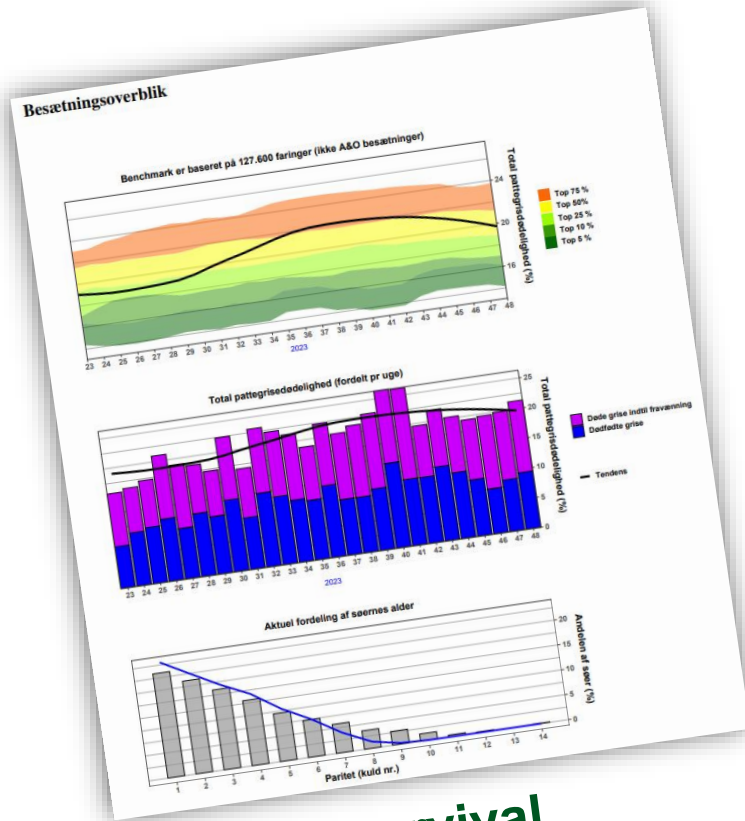 Besætningsoverblik
Benchmark er baseret på 127.600 faringer (ikke A&O besætninger)
24
20
16
Total pattegrisdødelighed (%)
Top 75 %
Top 50%
Top 25 %
Top 10 %
Top 5 %
23 24 25 26 27 28 29 30 31 32 33 34 35 36 37 38 39 40 41 42 43 44 45 46 47 48
2023
Total pattegrisedødelighed (fordelt pr uge)
25
20
15
10
5
0
Total pattegrisdødelighed (%)
Døde grise indtil fravænning
Dødfødte grise
Tendens
23 24 25 26 27 28 29 30 31 32 33 34 35 36 37 38 39 40 41 42 43 44 45 46 47 48
2023
Aktuel fordeling af søernes alder
20
15
10
5
0
Andelen af søer (%)
1 2 3 4 5 6 7 8 9 10 11 12 13 14
Paritet (kuld nr.)